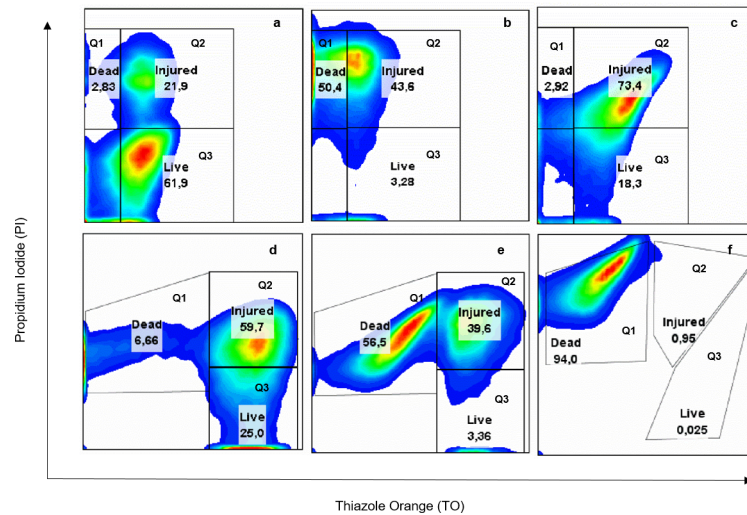 a
Q1
Q2
Dead
2,83
Injured
21,9
Q3
Live
61,9
b
Q1
Q2
Dead
50,4
Injured
43,6
Q3
Live
3,28
c
Q1
Q2
Dead
2,92
Injured
73,4
Q3
Live
18,3
d
Q1
Q2
Dead
6,66
Injured
59,7
Q3
Live
25,0
e
Q1
Q2
Dead
56,5
Injured
39,6
Q3
Live
3,36
f
Q2
Q1
Injured
0,95
Dead
94,0
Q3
Live
0,025
Propidium Iodide (PI)
Thiazole Orange (TO)